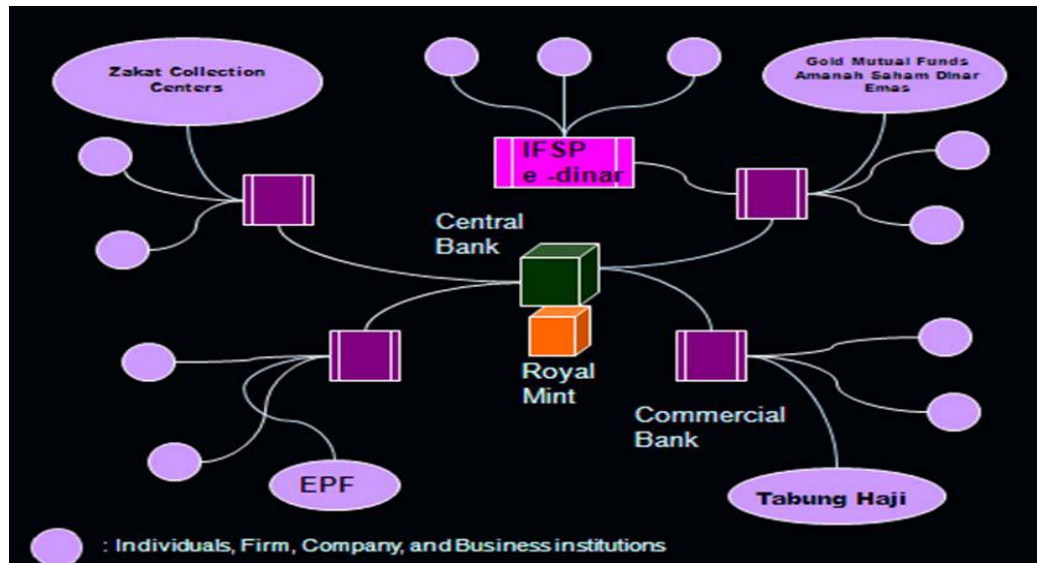 Zakat Collection
Centers
Gold Mutual Funds
Amanah Saham Dinar
Emas
IFSP
e -dinar
Central
Bank
Royal
Mint
Commercial
Bank
EPF
Tabung Haji
: Individuals, Firm, Company, and Business institutions